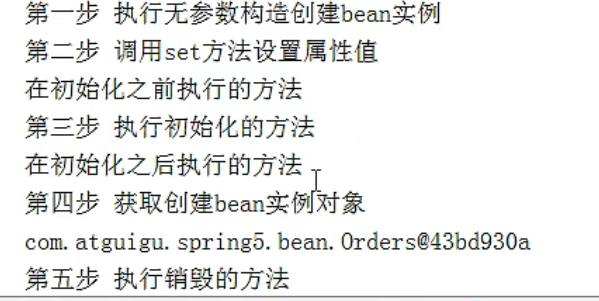 第一步 执行无参数构造创建bean实例
第二步 调用set方法设置属性值
在初始化之前执行的方法
第三步 执行初始化的方法
在初始化之后执行的方法
第四步 获取创建bean实例对象
com.atguigu.spring5.bean.Orders@43bd930a
第五步 执行销毁的方法